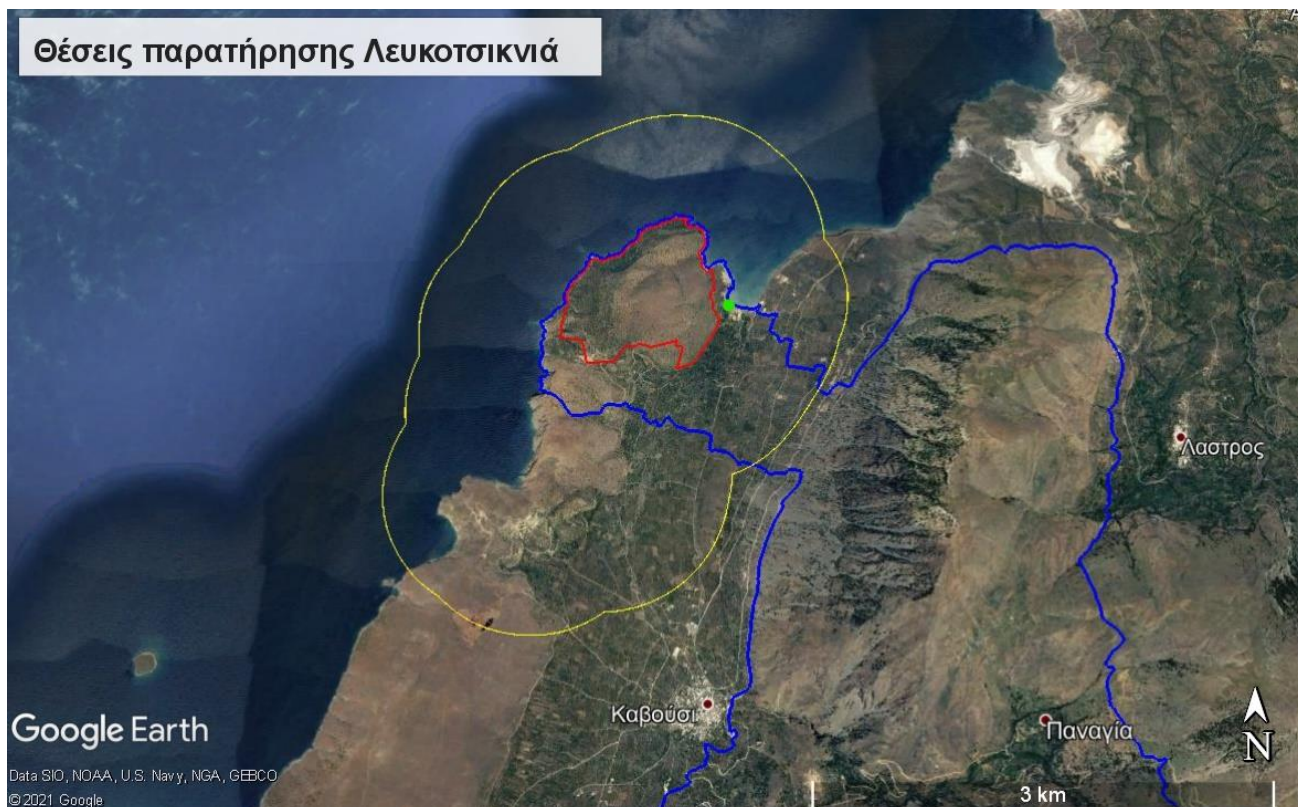 Θέσεις παρατήρησης Λευκοτσικνιά
Λαστρος
Καβούσι
Παναγία
Google Earth
N
Data SIO, NOAA, U.S. Navy, NGA, GEBCO
© 2021 Google
3 km